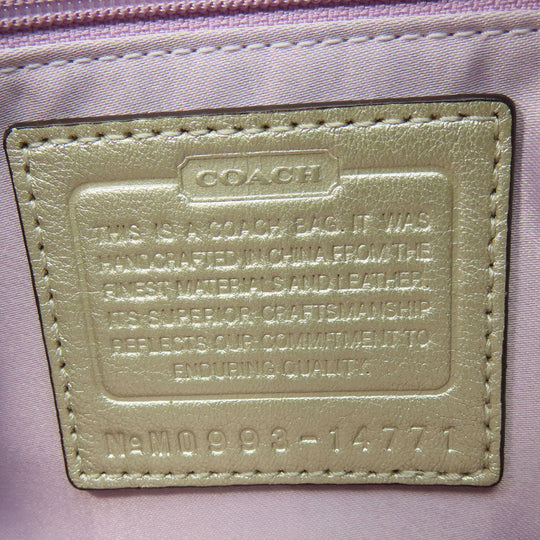 COACH
THIS IS A COACH BAG. IT WAS
HANDCRAFTED IN CHINA FROM THE
FINEST MATERIALS AND LEATHER.
ITS SUPERIOR CRAFTSMANSHIP
REFLECTS OUR COMMITMENT TO
ENDURING QUALITY.
No M0993-14771